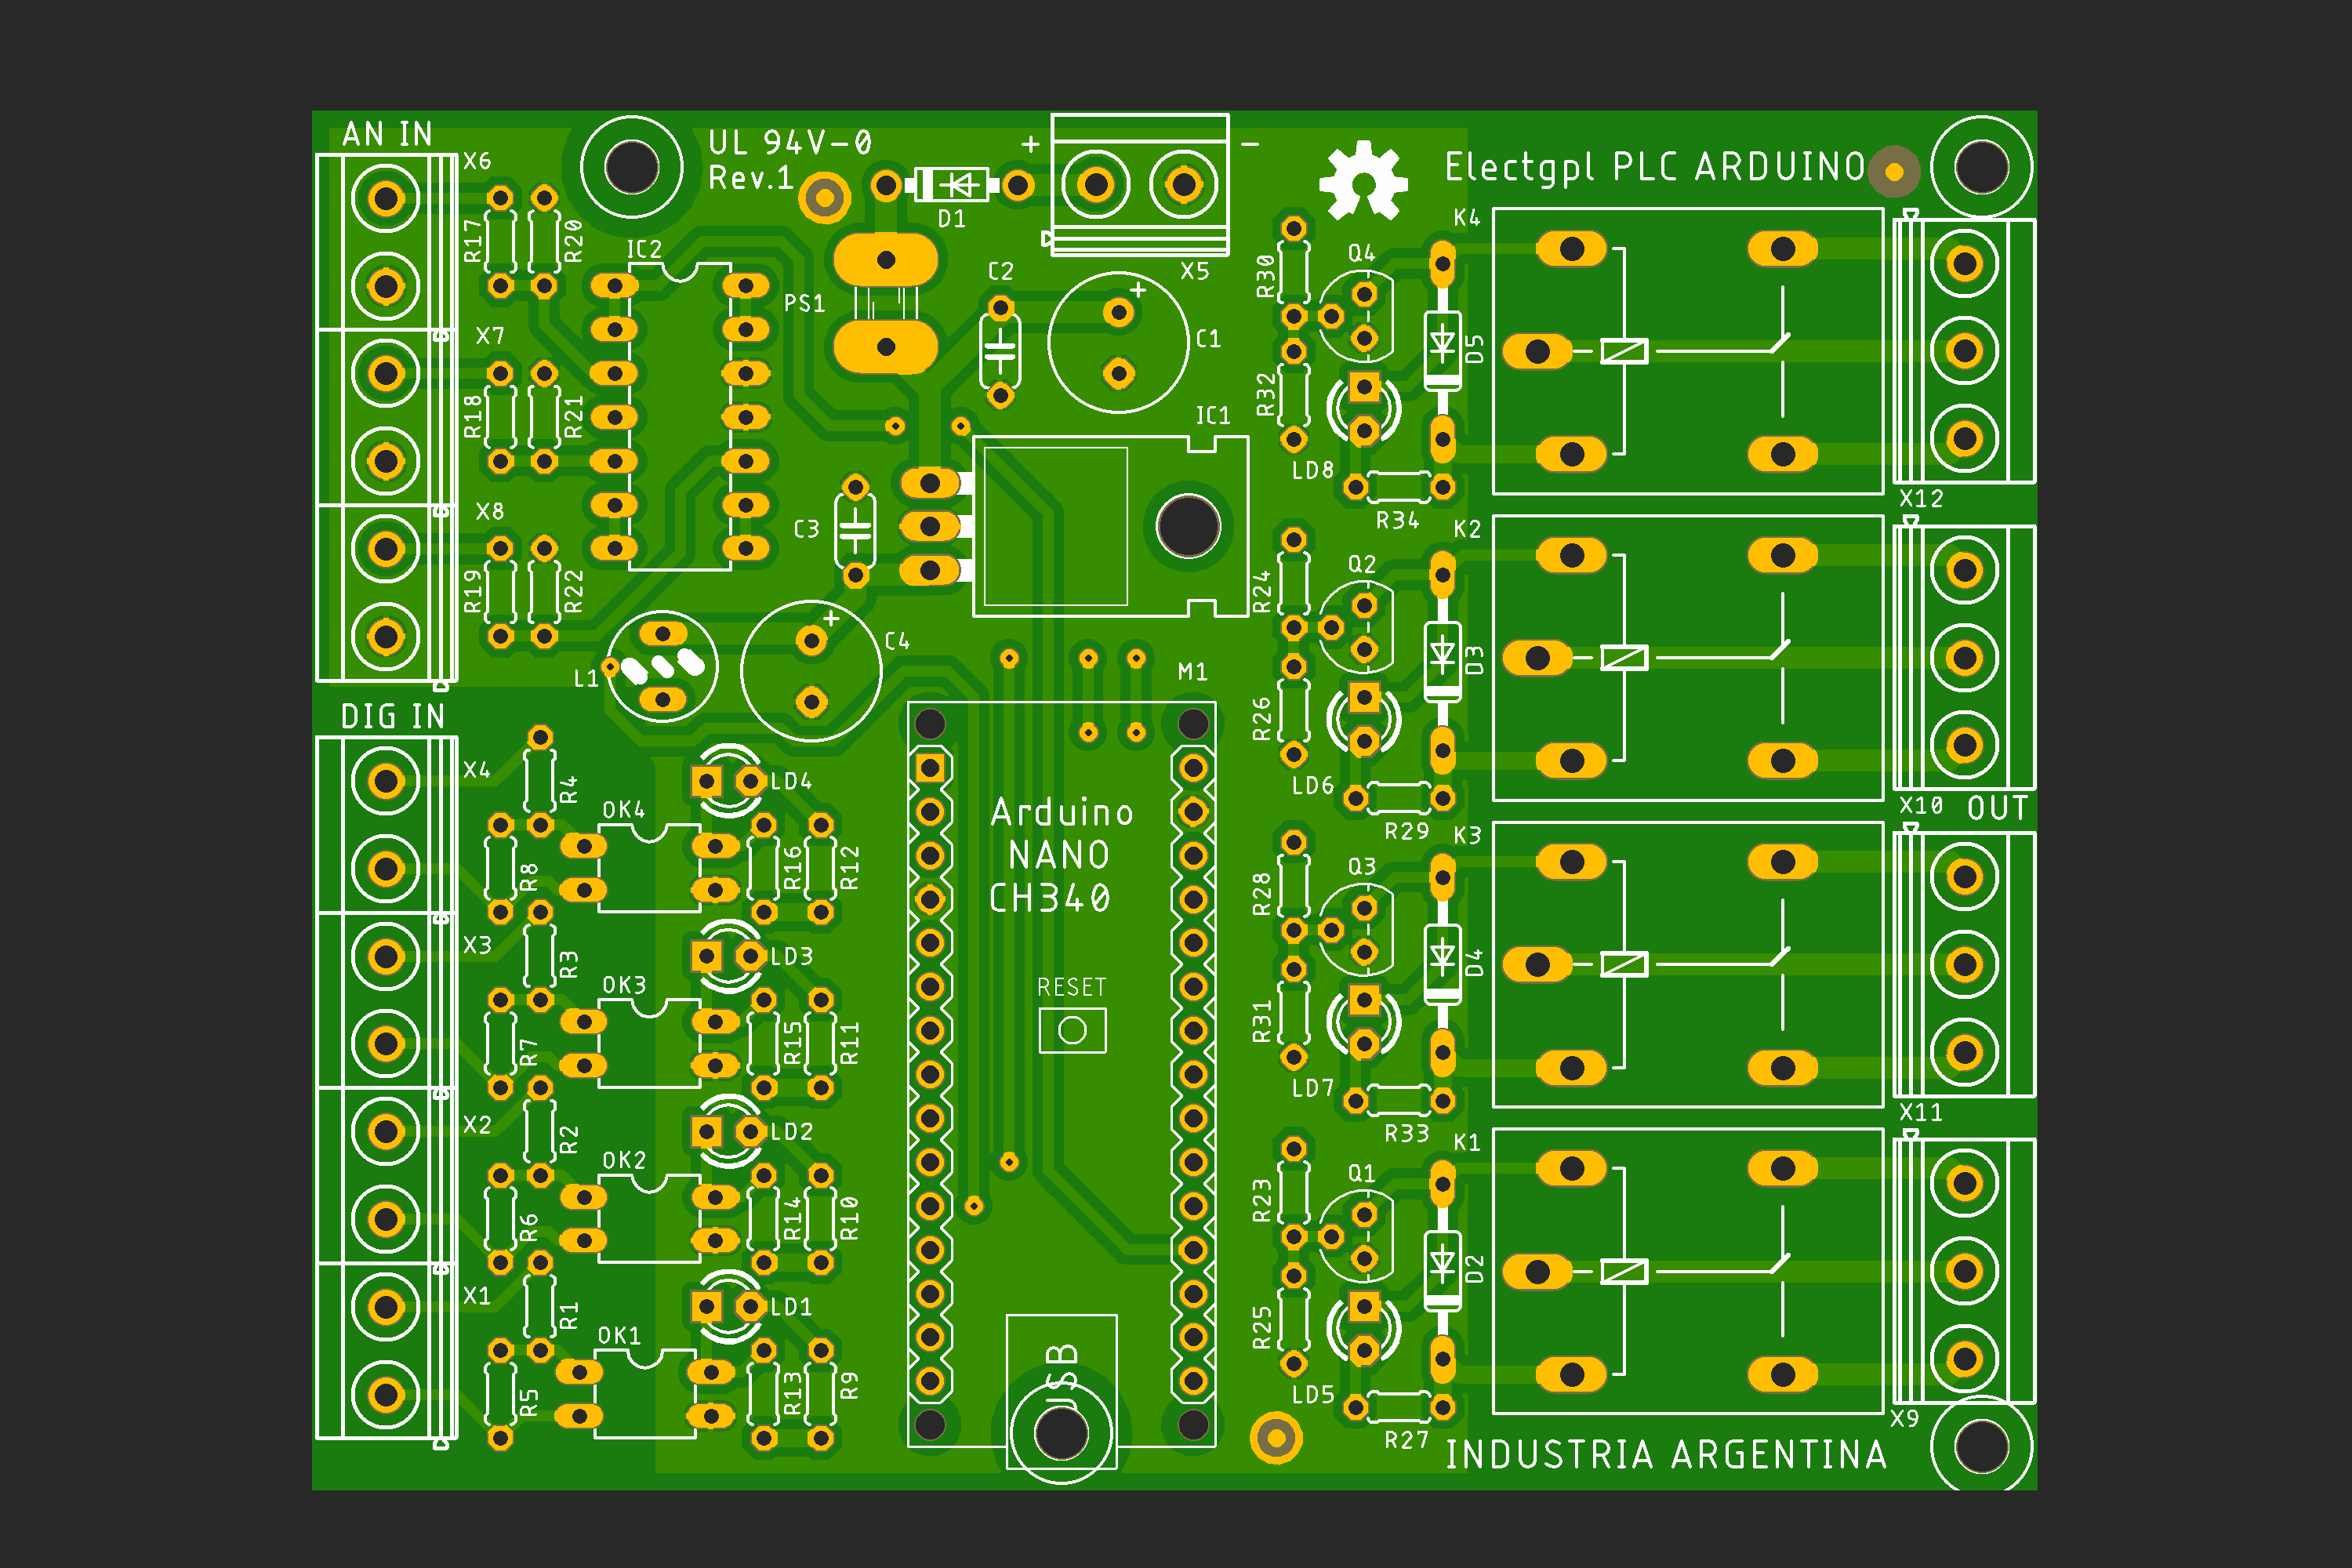 AN IN
UL 94V-0
Rev.1
+
-
Electgpl PLC ARDUINO
X6
R17
R20
IC2
D1
X5
K4
Q4
R30
C2
+
PS1
C1
D5
X7
R18
R21
R32
IC1
LD8
X12
X8
C3
R34
K2
Q2
R19
R22
R24
+
C4
D3
L1
M1
R26
DIG IN
X4
R4
LD4
LD6
X10
OUT
OK4
Arduino
NANO
CH340
R29
K3
R8
R16
R12
Q3
R28
X3
R3
LD3
D4
OK3
RESET
R31
R7
R15
R11
LD7
X11
X2
R2
LD2
R33
K1
OK2
Q1
R6
R14
R10
R23
X1
R1
LD1
D2
OK1
R25
USB
R5
R13
R9
LD5
X9
R27
INDUSTRIA ARGENTINA